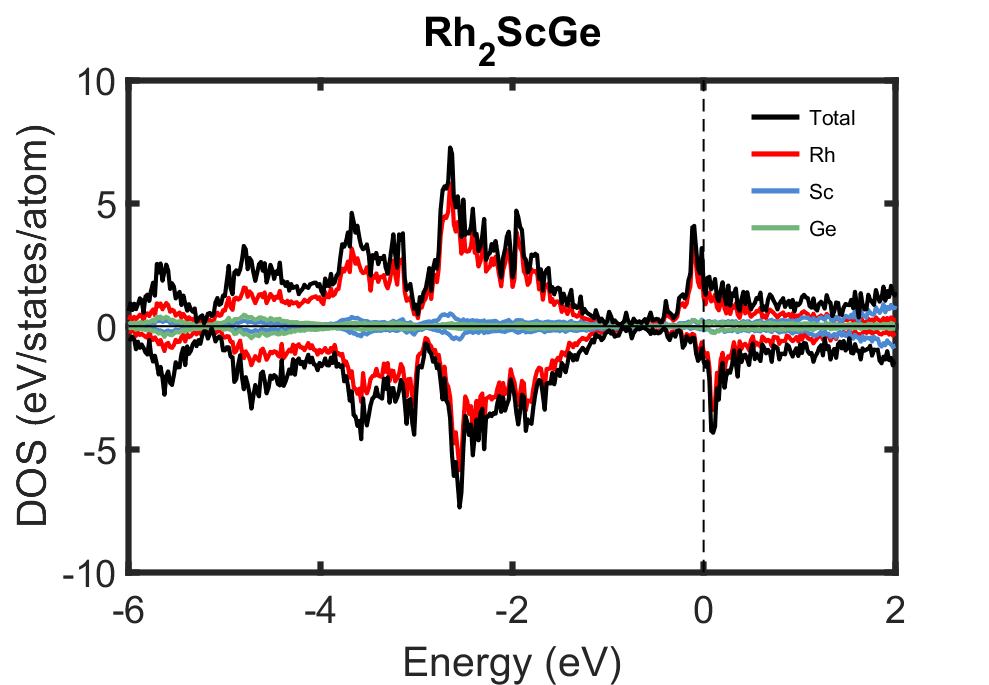 Rh2ScGe
10
5
0
-5
-10
DOS (eV/states/atom)
Total
Rh
Sc
Ge
-6
-4
-2
0
2
Energy (eV)